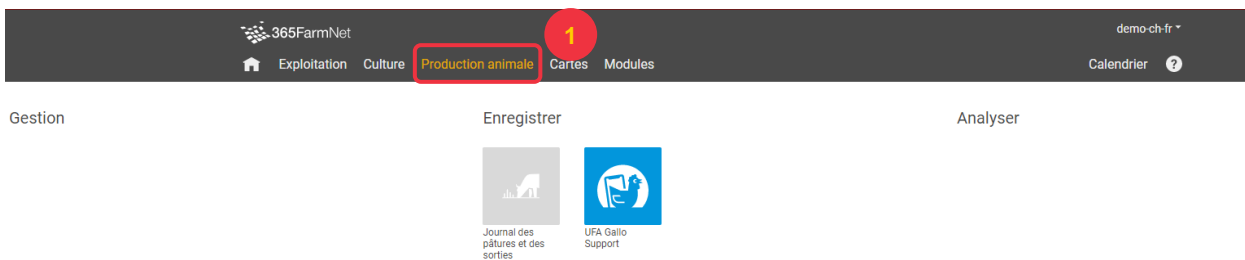 365FarmNet
1
demo-ch-fr
Exploitation Culture Production animale Cartes Modules
Calendrier ?
Gestion
Enregistrer
Analyser
Journal des
pâtures et des
sorties
UFA Gallo
Support